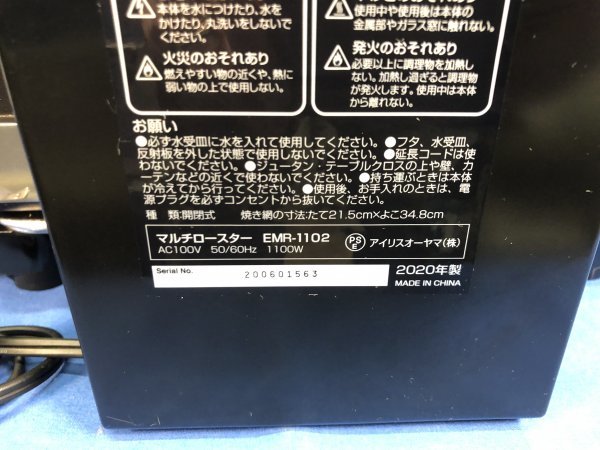 本体を水につけたり、水を
かけたり、丸洗いをしないで
ください。
使用中や使用後は本体の
金属部やガラス窓に触れない。
火災のおそれあり
燃えやすい物の近くや、熱に
弱い物の上で使用しない。
発火のおそれあり
必要以上に調理物を加熱し
ない。加熱し過ぎると調理物
が発火します。使用中は本体
から離れない。
お願い
●必ず水受皿に水を入れて使用してください。●フタ、水受皿、
反射板を外した状態で使用しないでください。●延長コードは使
わないでください。●ジュータン・テーブルクロスの上や壁、カ
ーテンなどの近くで使わないでください。●持ち運ぶときは本体
が冷えてから行ってください。●使用後、お手入れのときは、電
源プラグを必ずコンセントから抜いてください。
種 類:開閉式 焼き網の寸法:たて21.5cm×よこ34.8cm
マルチロースター EMR-1102 PSE アイリスオーヤマ(株)
AC100V 50/60Hz 1100W
Serial No. 200601563 2020年製
MADE IN CHINA